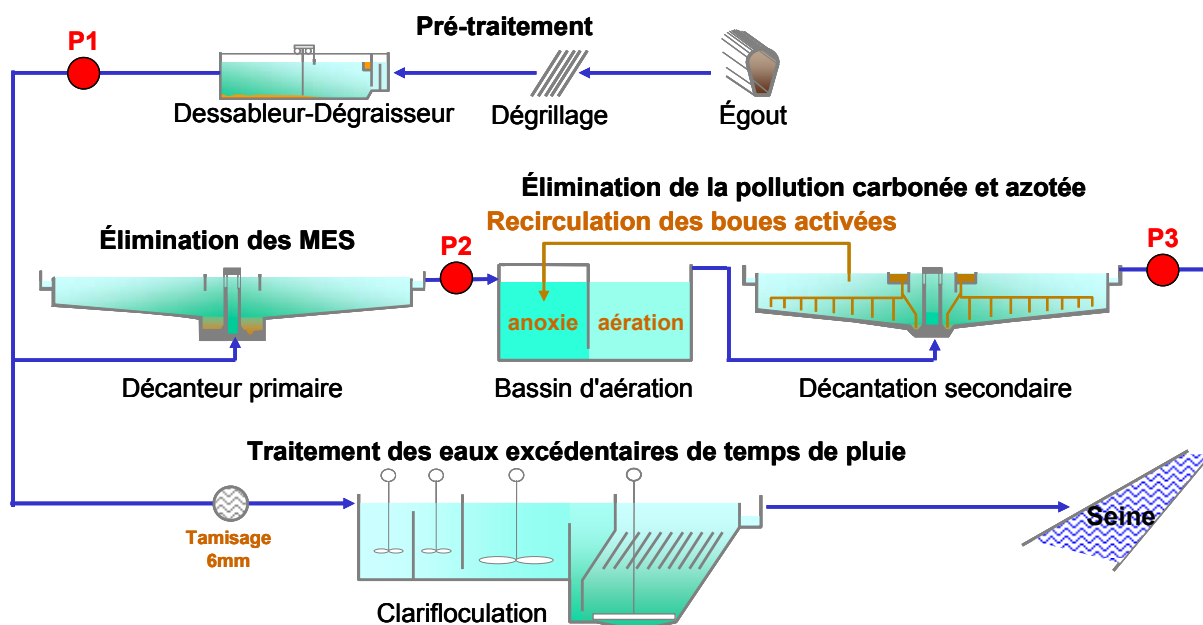 Pré-traitement
P1
Dessableur-Dégraisseur
Dégrillage
Égout
Élimination de la pollution carbonée et azotée
Recirculation des boues activées
Élimination des MES
P2
P3
anoxie
aération
Décanteur primaire
Bassin d'aération
Décantation secondaire
Traitement des eaux excédentaires de temps de pluie
Tamisage
6mm
Seine
Clarifloculation